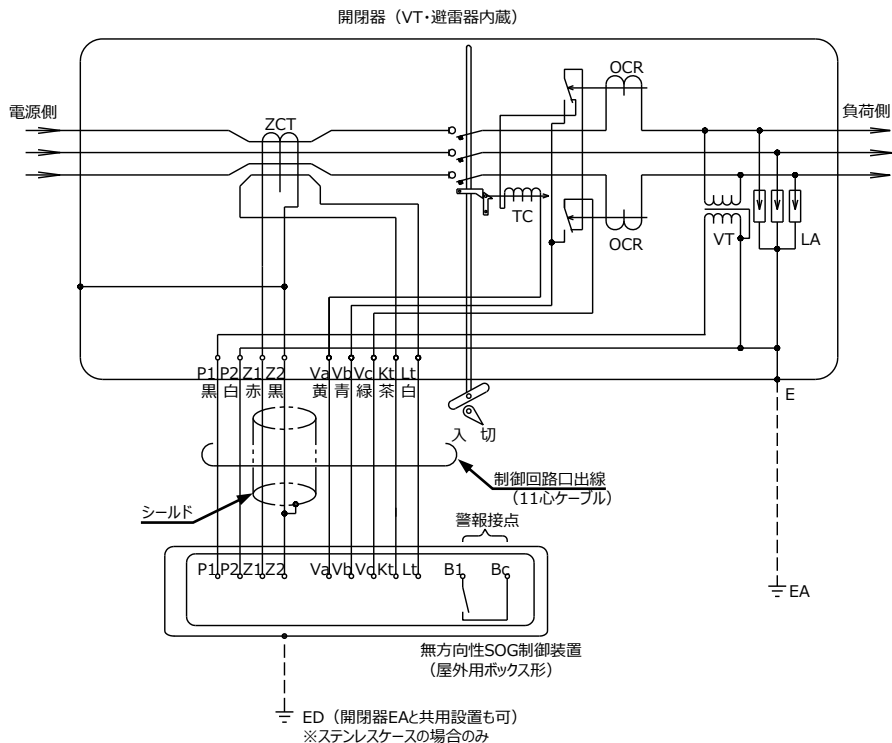 開閉器（VT・避雷器内蔵）
OCR
電源側
負荷側
ZCT
TC
OCR
VT
LA
P1 P2 Z1 Z2 Va Vb Vc Kt Lt
黒 白 赤 黒 黄 青 緑 茶 白
E
入 切
制御回路口出線
（11心ケーブル）
シールド
警報接点
P1 P2 Z1 Z2 Va Vb Vc Kt Lt B1 Bc
EA
無方向性SOG制御装置
（屋外用ボックス形）
ED（開閉器EAと共用設置も可）
※ステンレスケースの場合のみ